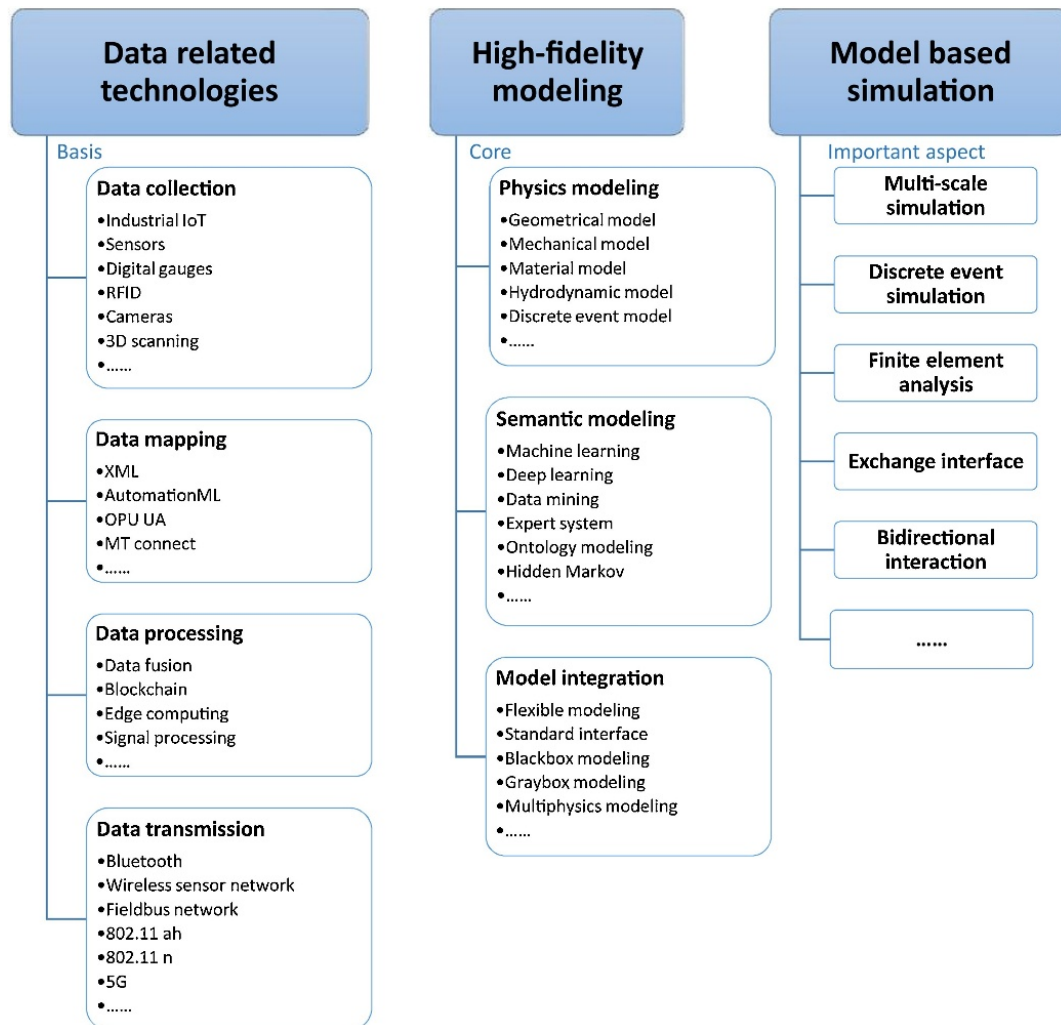 Data related
technologies
Basis
Data collection
•Industrial IoT
•Sensors
•Digital gauges
•RFID
•Cameras
•3D scanning
•......
Data mapping
•XML
•AutomationML
•OPU UA
•MT connect
•......
Data processing
•Data fusion
•Blockchain
•Edge computing
•Signal processing
•......
Data transmission
•Bluetooth
•Wireless sensor network
•Fieldbus network
•802.11 ah
•802.11 n
•5G
•......
High-fidelity
modeling
Core
Physics modeling
•Geometrical model
•Mechanical model
•Material model
•Hydrodynamic model
•Discrete event model
•......
Semantic modeling
•Machine learning
•Deep learning
•Data mining
•Expert system
•Ontology modeling
•Hidden Markov
•......
Model integration
•Flexible modeling
•Standard interface
•Blackbox modeling
•Graybox modeling
•Multiphysics modeling
•......
Model based
simulation
Important aspect
Multi-scale
simulation
Discrete event
simulation
Finite element
analysis
Exchange interface
Bidirectional
interaction
......